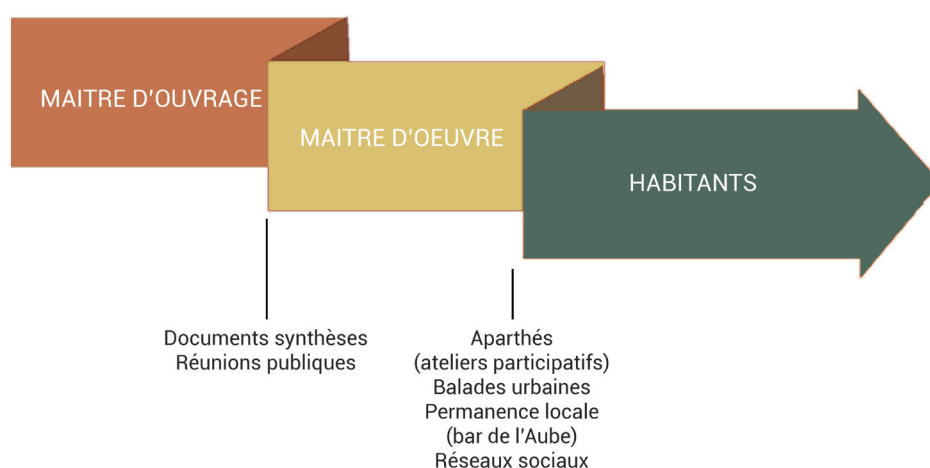 MAITRE D'OUVRAGE
MAITRE D'OEUVRE
HABITANTS
Documents synthèses
Réunions publiques
Aparthés
(ateliers participatifs)
Balades urbaines
Permanence locale
(bar de l'Aube)
Réseaux sociaux